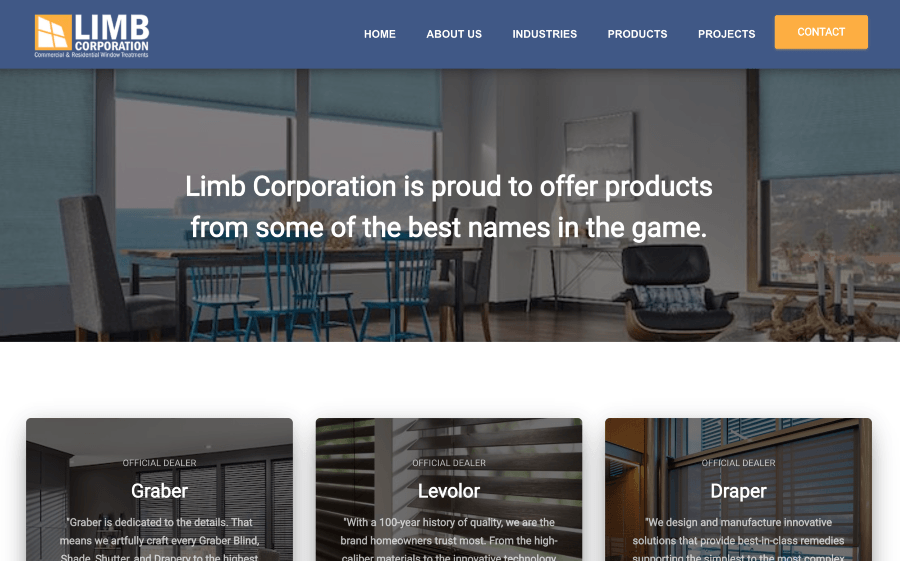 LIMB
CORPORATION
Commercial & Residential Window Treatments
HOME
ABOUT US
INDUSTRIES
PRODUCTS
PROJECTS
CONTACT
Limb Corporation is proud to offer products
from some of the best names in the game.
OFFICIAL DEALER
Graber
"Graber is dedicated to the details. That
means we artfully craft every Graber Blind,
Shade, Shutter, and Drapery to the highest
OFFICIAL DEALER
Levolor
"With a 100-year history of quality, we are the
brand homeowners trust most. From the high-
caliber materials to the innovative technology
OFFICIAL DEALER
Draper
"We design and manufacture innovative
solutions that provide best-in-class remedies
supporting the simplest to the most complex